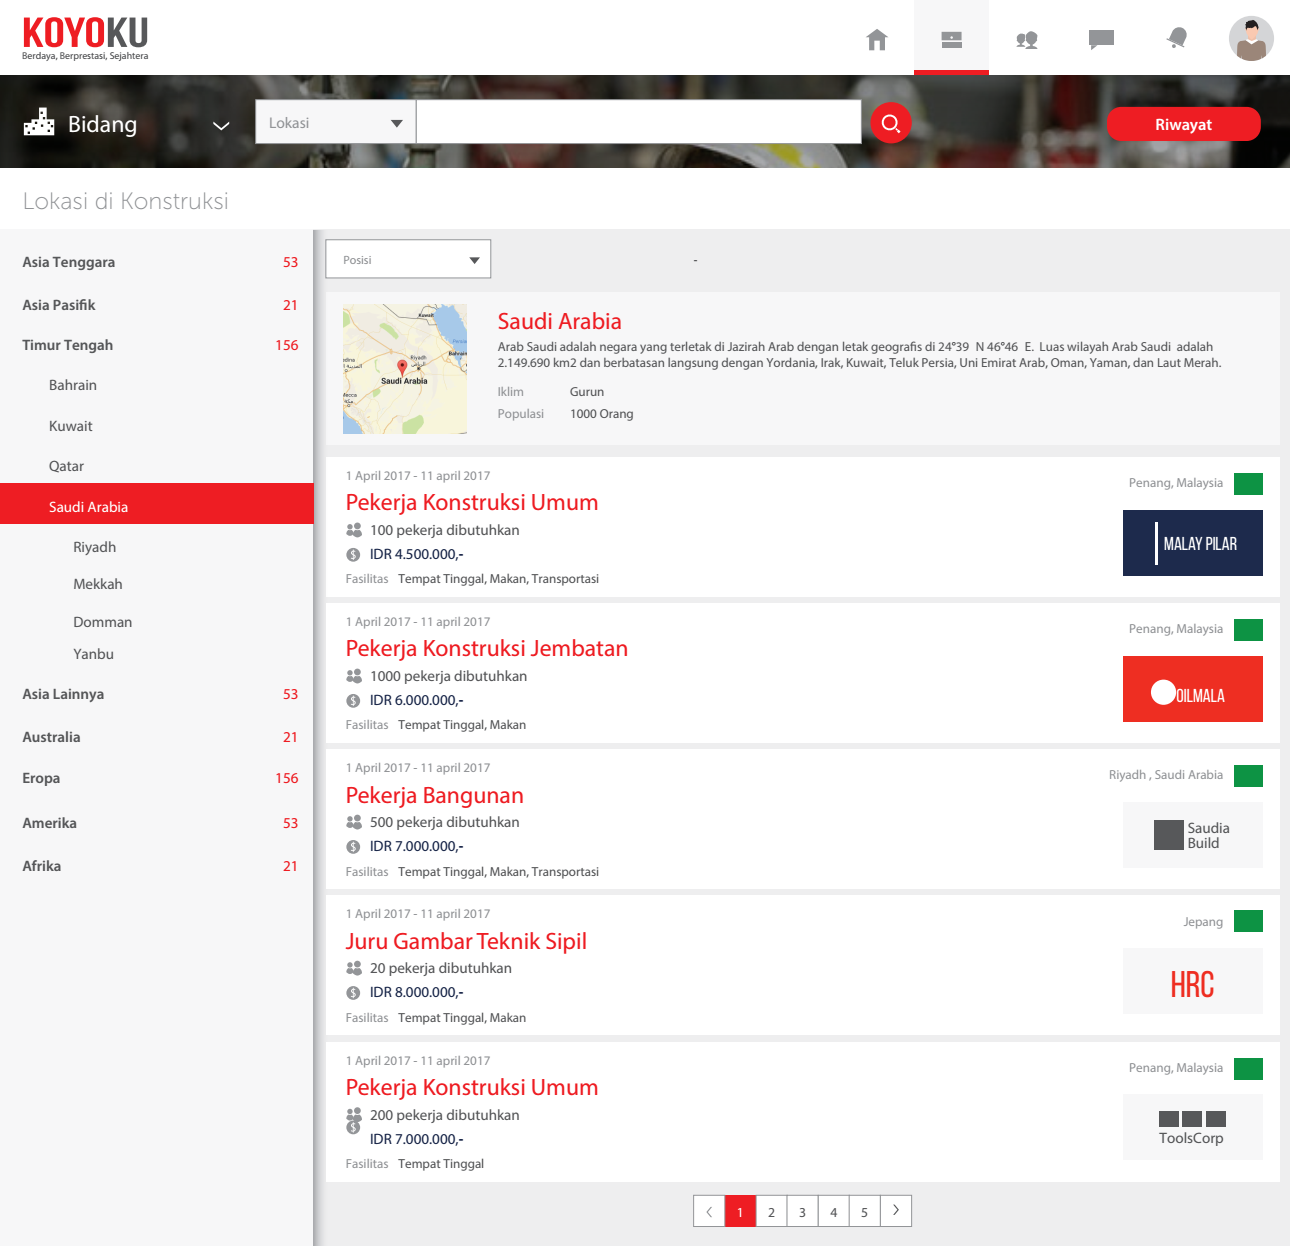 KOYOKU
Berdaya, Berprestasi, Sejahtera
Bidang
Lokasi
Riwayat
Lokasi di Konstruksi
Asia Tenggara 53
Asia Pasifik 21
Timur Tengah 156
Bahrain
Kuwait
Qatar
Saudi Arabia
Riyadh
Mekkah
Domman
Yanbu
Asia Lainnya 53
Australia 21
Eropa 156
Amerika 53
Afrika 21
Posisi
-
Kuwait
Riyadh
Bahrain
Saudi Arabia
Saudi Arabia
Arab Saudi adalah negara yang terletak di Jazirah Arab dengan letak geografis di 24°39 N 46°46 E. Luas wilayah Arab Saudi adalah
2.149.690 km2 dan berbatasan langsung dengan Yordania, Irak, Kuwait, Teluk Persia, Uni Emirat Arab, Oman, Yaman, dan Laut Merah.
Iklim Gurun
Populasi 1000 Orang
1 April 2017 - 11 april 2017
Pekerja Konstruksi Umum
100 pekerja dibutuhkan
IDR 4.500.000,-
Fasilitas Tempat Tinggal, Makan, Transportasi
Penang, Malaysia
MALAY PILAR
1 April 2017 - 11 april 2017
Pekerja Konstruksi Jembatan
1000 pekerja dibutuhkan
IDR 6.000.000,-
Fasilitas Tempat Tinggal, Makan
Penang, Malaysia
OILMALA
1 April 2017 - 11 april 2017
Pekerja Bangunan
500 pekerja dibutuhkan
IDR 7.000.000,-
Fasilitas Tempat Tinggal, Makan, Transportasi
Riyadh , Saudi Arabia
Saudia
Build
1 April 2017 - 11 april 2017
Juru Gambar Teknik Sipil
20 pekerja dibutuhkan
IDR 8.000.000,-
Fasilitas Tempat Tinggal, Makan
Jepang
HRC
1 April 2017 - 11 april 2017
Pekerja Konstruksi Umum
200 pekerja dibutuhkan
IDR 7.000.000,-
Fasilitas Tempat Tinggal
Penang, Malaysia
ToolsCorp
< 1 2 3 4 5 >